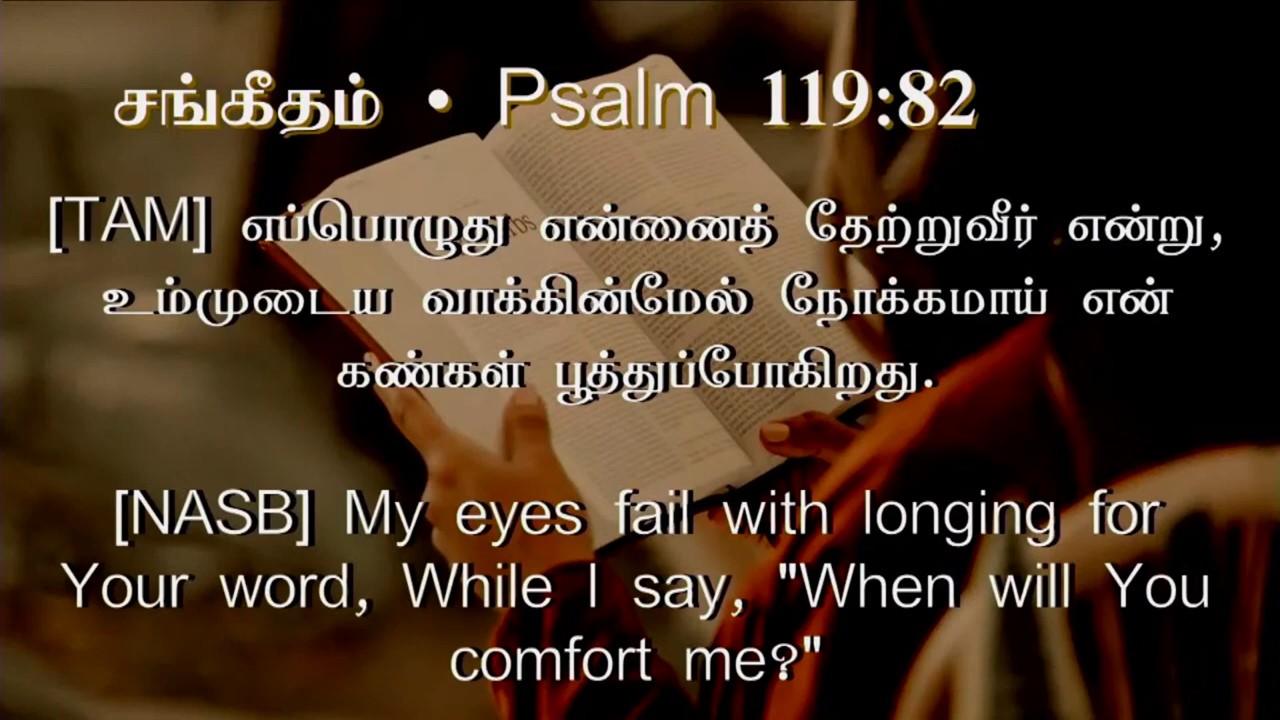 சங்கீதம் • Psalm 119:82
[TAM] எப்பொழுது என்னைத் தேற்றுவீர் என்று,
உம்முடைய வாக்கின்மேல் நோக்கமாய் என்
கண்கள் பூத்துப்போகிறது.
[NASB] My eyes fail with longing for
Your word, While I say, "When will You
comfort me?"